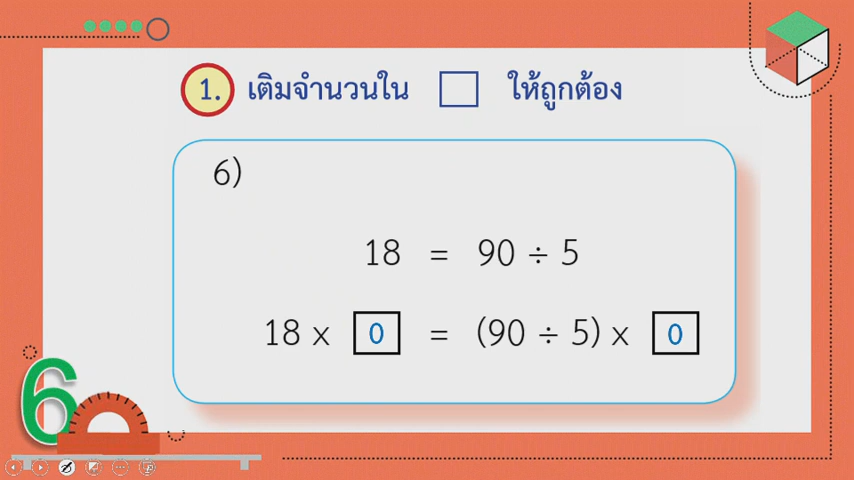 1. เติมจำนวนใน □ ให้ถูกต้อง
6)
18 = 90 ÷ 5
18 x 0 = (90 ÷ 5) x 0
6